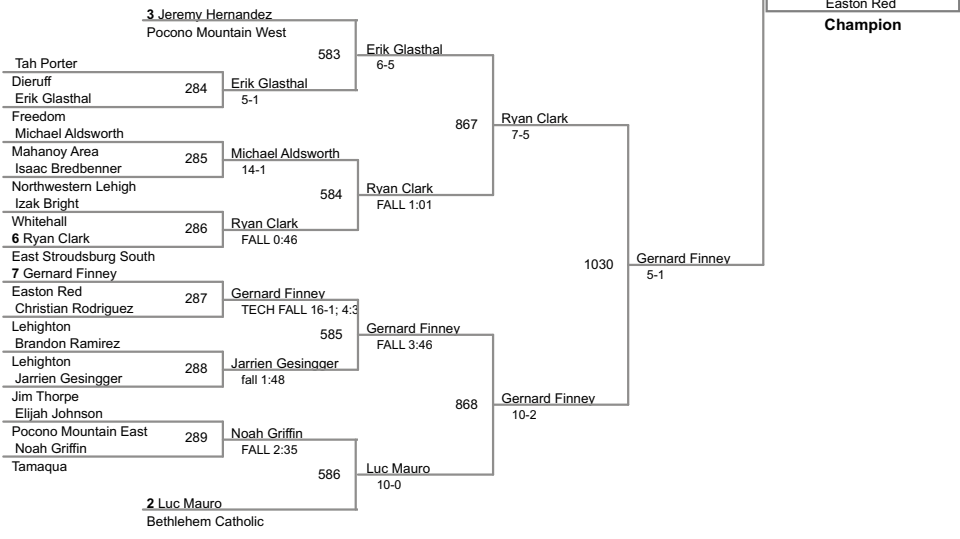 Easton Red
Champion
3 Jeremy Hernandez
Pocono Mountain West
583
Erik Glasthal
6-5
Tah Porter
Dieruff
284
Erik Glasthal
5-1
Erik Glasthal
Freedom
867
Ryan Clark
7-5
Michael Aldsworth
Mahanoy Area
285
Michael Aldsworth
14-1
Isaac Bredbenner
Northwestern Lehigh
584
Ryan Clark
FALL 1:01
Izak Bright
Whitehall
286
Ryan Clark
FALL 0:46
6 Ryan Clark
East Stroudsburg South
1030
Gernard Finney
5-1
7 Gernard Finney
Easton Red
287
Gernard Finney
TECH FALL 16-1; 4:3
Christian Rodriguez
Lehighton
585
Gernard Finney
FALL 3:46
Brandon Ramirez
Lehighton
288
Jarrien Gesingger
fall 1:48
Jarrien Gesingger
Jim Thorpe
868
Gernard Finney
10-2
Elijah Johnson
Pocono Mountain East
289
Noah Griffin
FALL 2:35
Noah Griffin
Tamaqua
586
Luc Mauro
10-0
2 Luc Mauro
Bethlehem Catholic